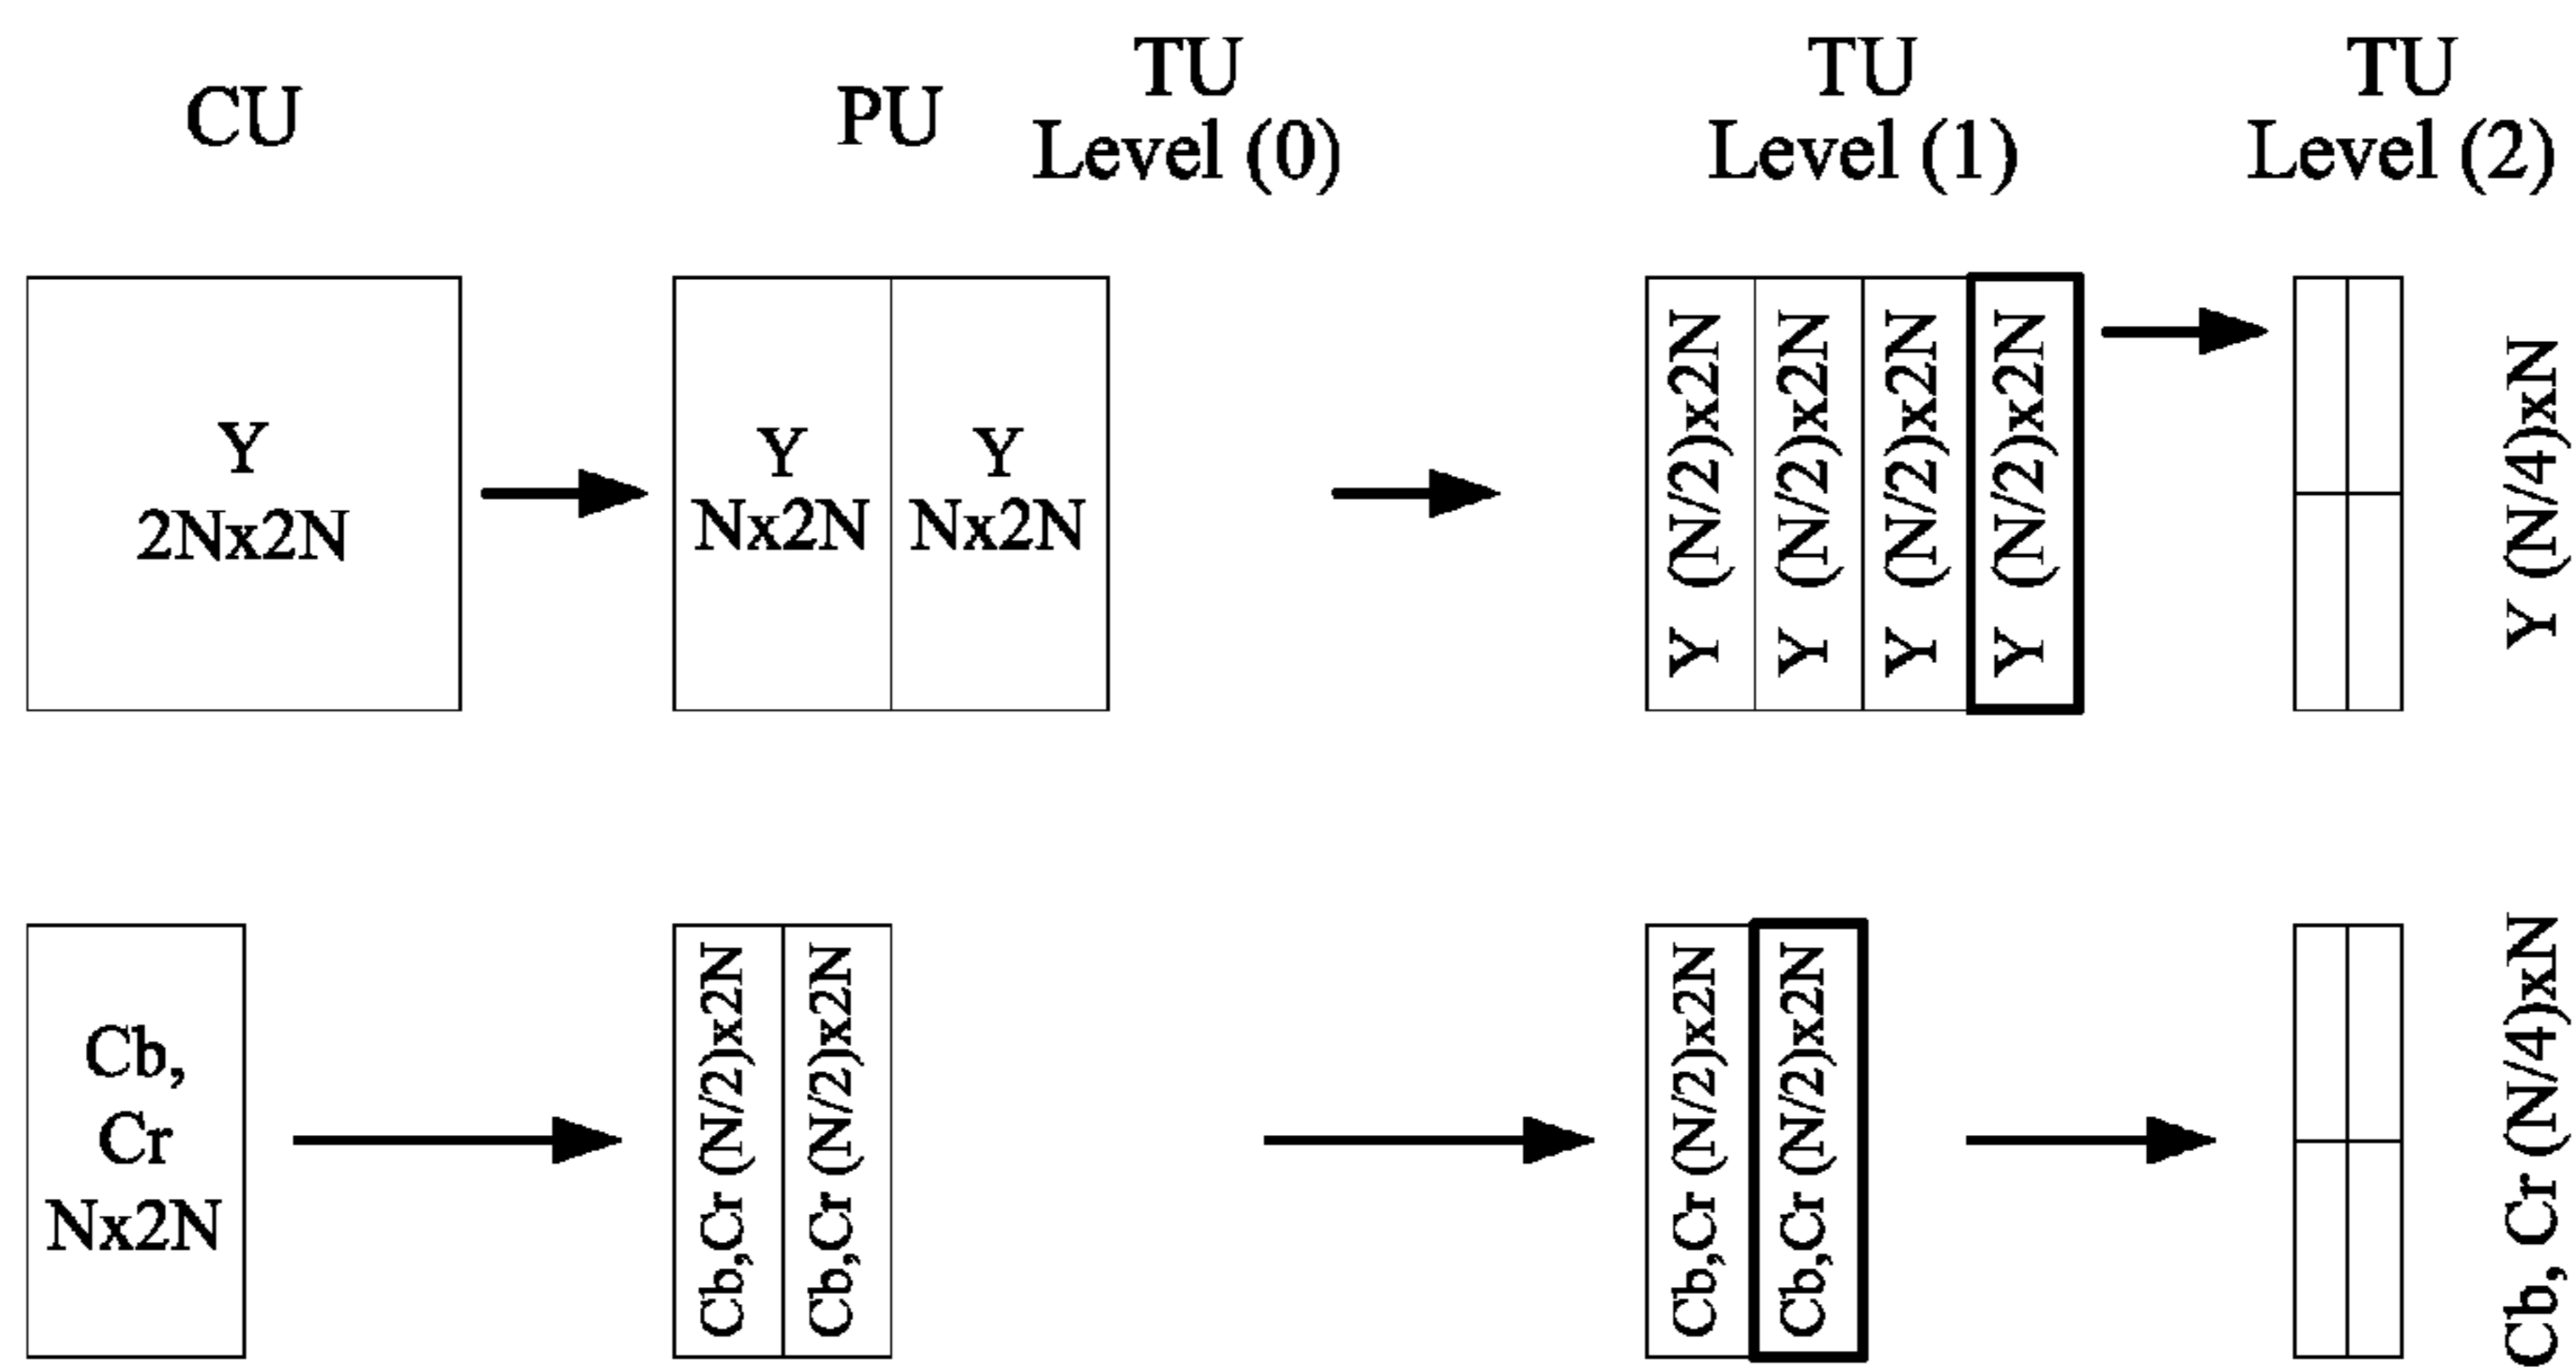 CU
PU
TU
Level (0)
TU
Level (1)
TU
Level (2)
Y
2Nx2N
Y
Nx2N
Y
Nx2N
Y (N/2)x2N
Y (N/2)x2N
Y (N/2)x2N
Y (N/2)x2N
Y (N/4)xN
Cb,
Cr
Nx2N
Cb,Cr (N/2)x2N
Cb,Cr (N/2)x2N
Cb,Cr (N/2)x2N
Cb,Cr (N/2)x2N
Cb, Cr (N/4)xN